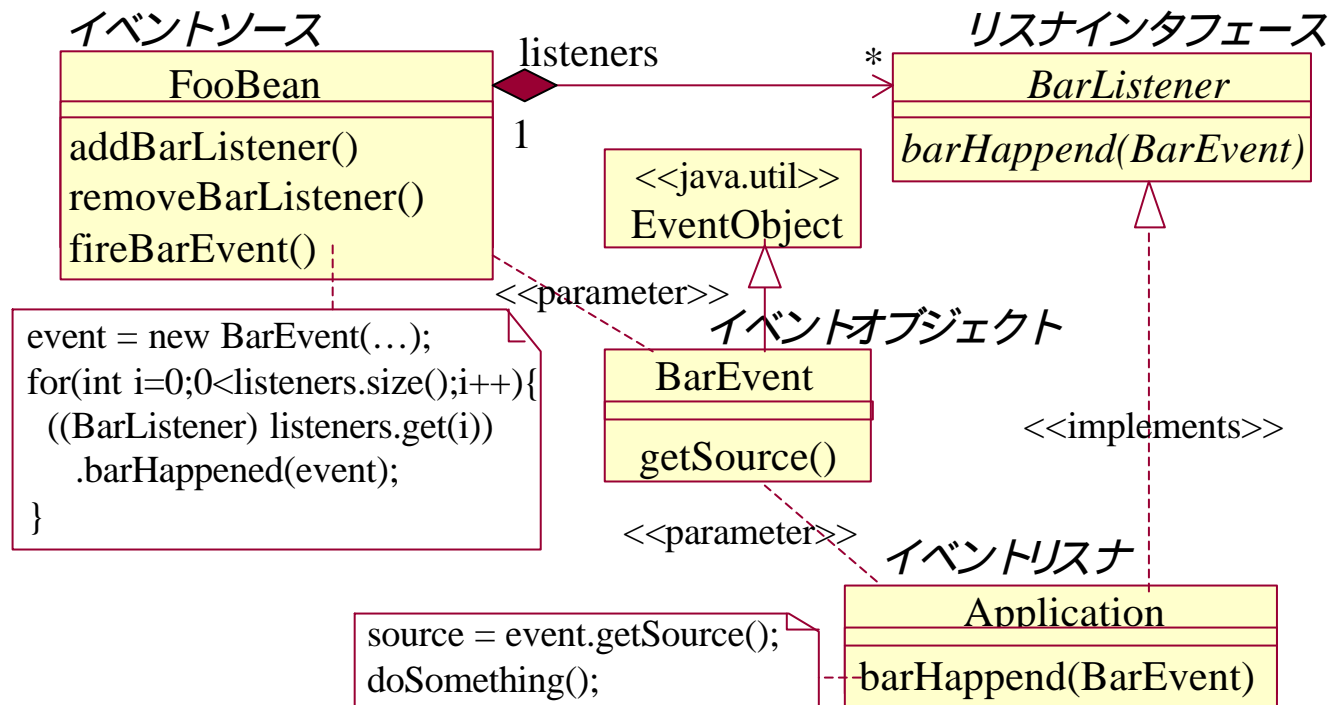 イベントソース
FooBean
addBarListener()
removeBarListener()
fireBarEvent()
listeners
*
1
リスナインタフェース
BarListener
barHappend(BarEvent)
<<java.util>>
EventObject
<<parameter>>
イベントオブジェクト
BarEvent
getSource()
event = new BarEvent(…);
for(int i=0;0<listeners.size();i++){
((BarListener) listeners.get(i))
.barHappened(event);
}
<<implements>>
<<parameter>>
イベントリスナ
Application
barHappend(BarEvent)
source = event.getSource();
doSomething();